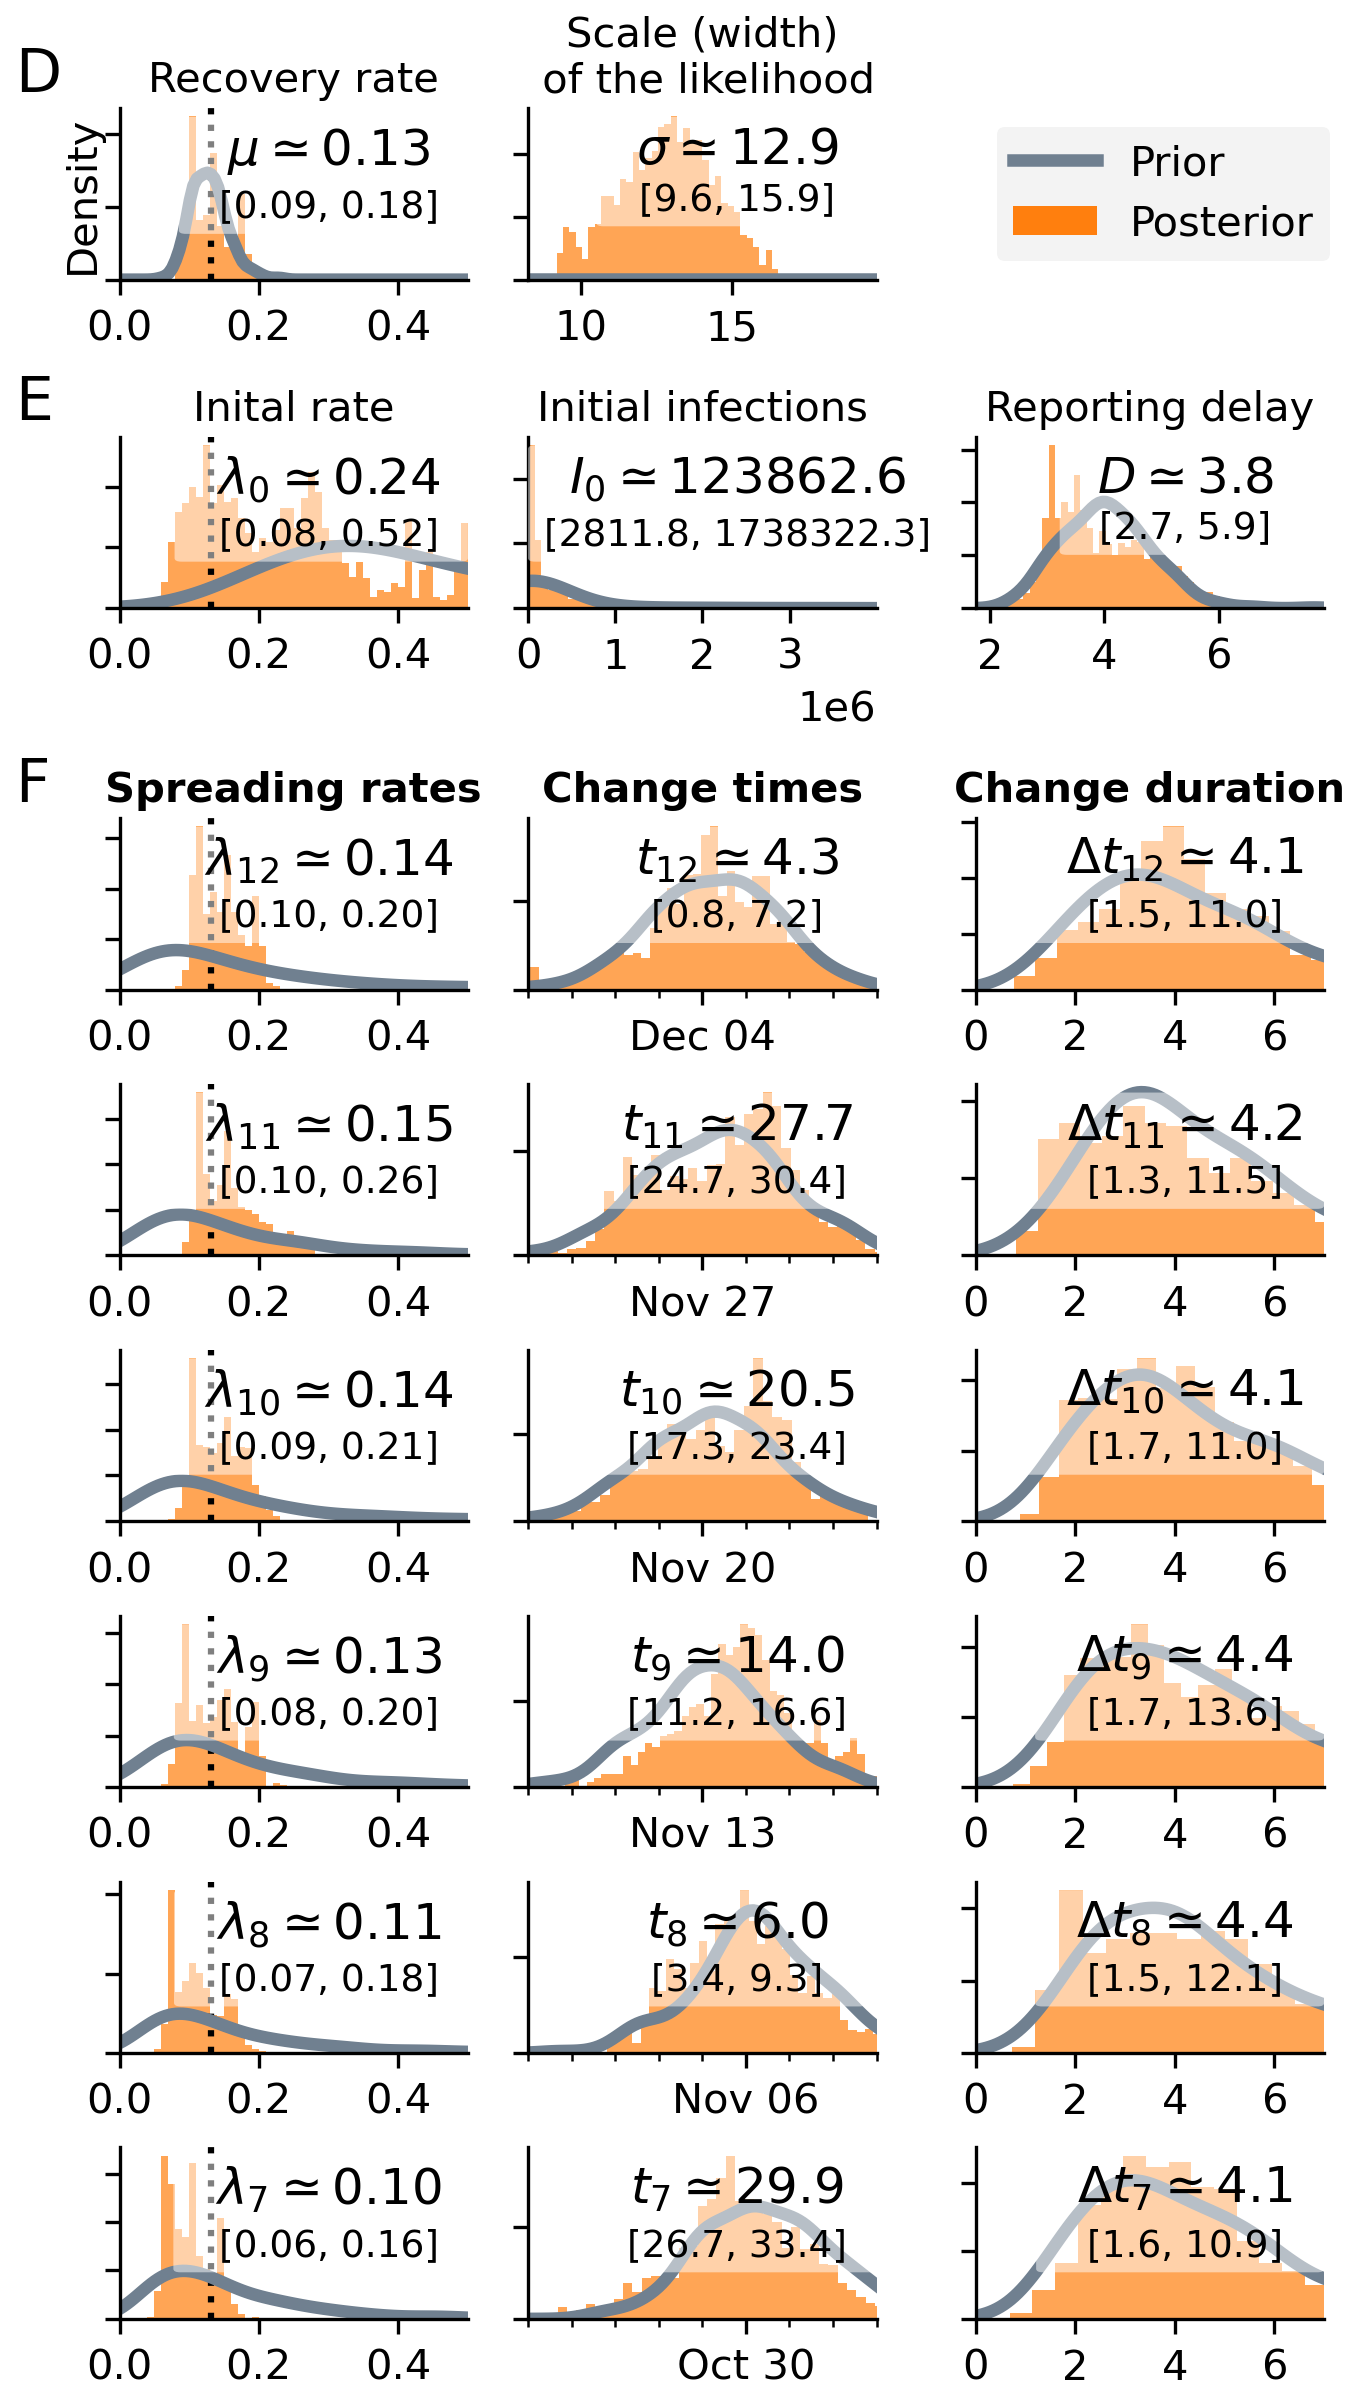 D
Recovery rate
Scale (width)
of the likelihood
Density
μ ≃ 0.13
[0.09, 0.18]
0.0 0.2 0.4
σ ≃ 12.9
[9.6, 15.9]
10 15
Prior
Posterior
E
Inital rate
Initial infections
Reporting delay
λ0 ≃ 0.24
[0.08, 0.52]
0.0 0.2 0.4
I0 ≃ 123862.6
[2811.8, 1738322.3]
0 1 2 3
1e6
D ≃ 3.8
[2.7, 5.9]
2 4 6
F
Spreading rates
Change times
Change duration
λ12 ≃ 0.14
[0.10, 0.20]
0.0 0.2 0.4
t12 ≃ 4.3
[0.8, 7.2]
Dec 04
Δt12 ≃ 4.1
[1.5, 11.0]
0 2 4 6
λ11 ≃ 0.15
[0.10, 0.26]
0.0 0.2 0.4
t11 ≃ 27.7
[24.7, 30.4]
Nov 27
Δt11 ≃ 4.2
[1.3, 11.5]
0 2 4 6
λ10 ≃ 0.14
[0.09, 0.21]
0.0 0.2 0.4
t10 ≃ 20.5
[17.3, 23.4]
Nov 20
Δt10 ≃ 4.1
[1.7, 11.0]
0 2 4 6
λ9 ≃ 0.13
[0.08, 0.20]
0.0 0.2 0.4
t9 ≃ 14.0
[11.2, 16.6]
Nov 13
Δt9 ≃ 4.4
[1.7, 13.6]
0 2 4 6
λ8 ≃ 0.11
[0.07, 0.18]
0.0 0.2 0.4
t8 ≃ 6.0
[3.4, 9.3]
Nov 06
Δt8 ≃ 4.4
[1.5, 12.1]
0 2 4 6
λ7 ≃ 0.10
[0.06, 0.16]
0.0 0.2 0.4
t7 ≃ 29.9
[26.7, 33.4]
Oct 30
Δt7 ≃ 4.1
[1.6, 10.9]
0 2 4 6